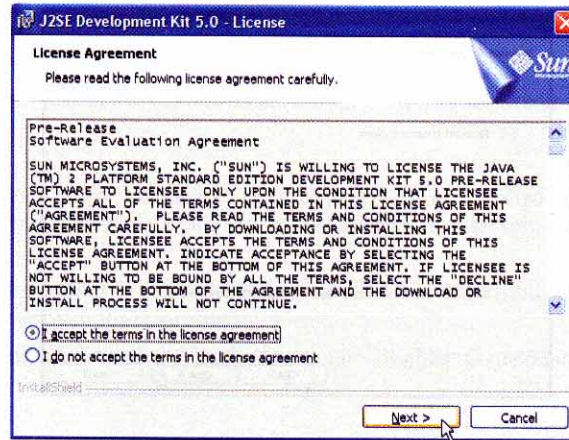 J2SE Development Kit 5.0 - License
License Agreement
Please read the following license agreement carefully.
Sun
Pre-Release
Software Evaluation Agreement
SUN MICROSYSTEMS, INC. ("SUN") IS WILLING TO LICENSE THE JAVA
(TM) 2 PLATFORM STANDARD EDITION DEVELOPMENT KIT 5.0 PRE-RELEASE
SOFTWARE TO LICENSEE ONLY UPON THE CONDITION THAT LICENSEE
ACCEPTS ALL OF THE TERMS CONTAINED IN THIS LICENSE AGREEMENT
("AGREEMENT"). PLEASE READ THE TERMS AND CONDITIONS OF THIS
AGREEMENT CAREFULLY. BY DOWNLOADING OR INSTALLING THIS
SOFTWARE, LICENSEE ACCEPTS THE TERMS AND CONDITIONS OF THIS
LICENSE AGREEMENT. INDICATE ACCEPTANCE BY SELECTING THE
"ACCEPT" BUTTON AT THE BOTTOM OF THIS AGREEMENT. IF LICENSEE IS
NOT WILLING TO BE BOUND BY ALL THE TERMS, SELECT THE "DECLINE"
BUTTON AT THE BOTTOM OF THE AGREEMENT AND THE DOWNLOAD OR
INSTALL PROCESS WILL NOT CONTINUE.
I accept the terms in the license agreement
I do not accept the terms in the license agreement
InstallShield
Next >
Cancel